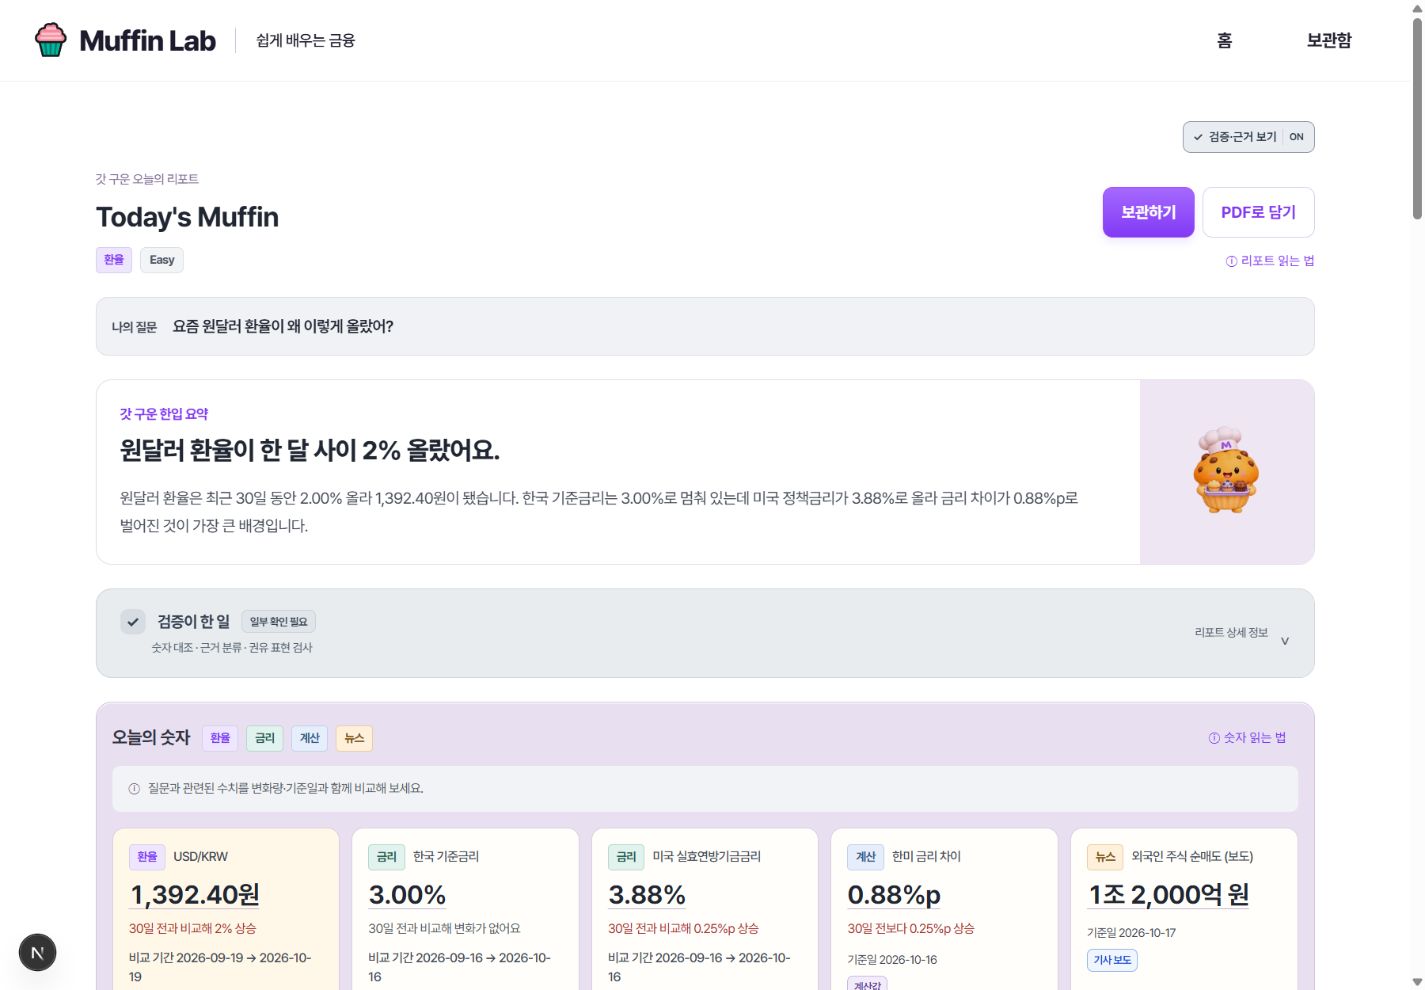 Muffin Lab
쉽게 배우는 금융
홈
보관함
검증·근거 보기 ON
갓 구운 오늘의 리포트
Today's Muffin
환율 Easy
보관하기
PDF로 담기
리포트 읽는 법
나의 질문 요즘 원달러 환율이 왜 이렇게 올랐어?
갓 구운 한입 요약
원달러 환율이 한 달 사이 2% 올랐어요.
원달러 환율은 최근 30일 동안 2.00% 올라 1,392.40원이 됐습니다. 한국 기준금리는 3.00%로 멈춰 있는데 미국 정책금리가 3.88%로 올라 금리 차이가 0.88%p로
벌어진 것이 가장 큰 배경입니다.
M
검증이 한 일 일부 확인 필요
숫자 대조 · 근거 분류 · 권유 표현 검사
리포트 상세 정보
오늘의 숫자 환율 금리 계산 뉴스
숫자 읽는 법
질문과 관련된 수치를 변화량·기준일과 함께 비교해 보세요.
환율 USD/KRW
1,392.40원
30일 전과 비교해 2% 상승
비교 기간 2026-09-19 → 2026-10-
19
금리 한국 기준금리
3.00%
30일 전과 비교해 변화가 없어요
비교 기간 2026-09-16 → 2026-10-
16
금리 미국 실효연방기금금리
3.88%
30일 전과 비교해 0.25%p 상승
비교 기간 2026-09-16 → 2026-10-
16
계산 한미 금리 차이
0.88%p
30일 전보다 0.25%p 상승
기준일 2026-10-16
계산값
뉴스 외국인 주식 순매도 (보도)
1조 2,000억 원
기준일 2026-10-17
기사 보도
N